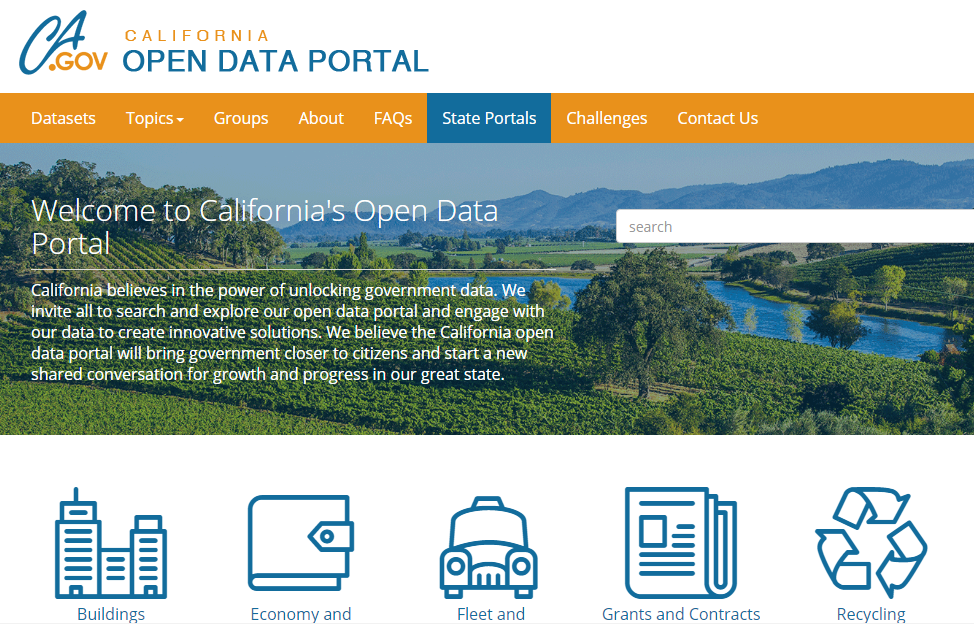 CA
.GOV
CALIFORNIA
OPEN DATA PORTAL
Datasets Topics Groups About FAQs State Portals Challenges Contact Us
Welcome to California's Open Data
Portal
search
California believes in the power of unlocking government data. We
invite all to search and explore our open data portal and engage with
our data to create innovative solutions. We believe the California open
data portal will bring government closer to citizens and start a new
shared conversation for growth and progress in our great state.
Buildings Economy and Fleet and Grants and Contracts Recycling